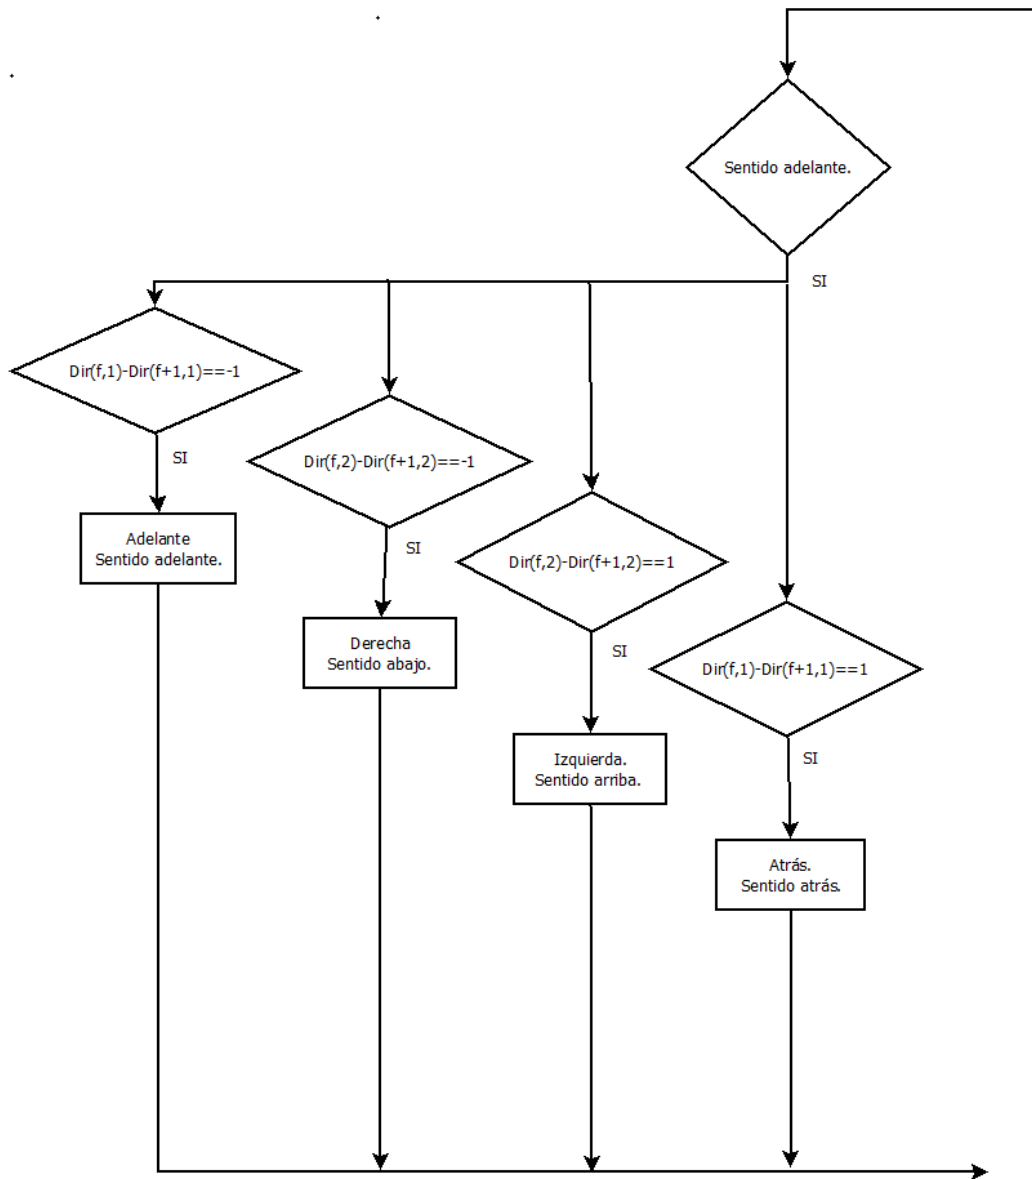 Sentido adelante.
SI
Dir(f,1)-Dir(f+1,1)==-1
SI
Dir(f,2)-Dir(f+1,2)==-1
Adelante
Sentido adelante.
SI
Dir(f,2)-Dir(f+1,2)==1
Derecha
Sentido abajo.
SI
Dir(f,1)-Dir(f+1,1)==1
Izquierda.
Sentido arriba.
SI
Atrás.
Sentido atrás.